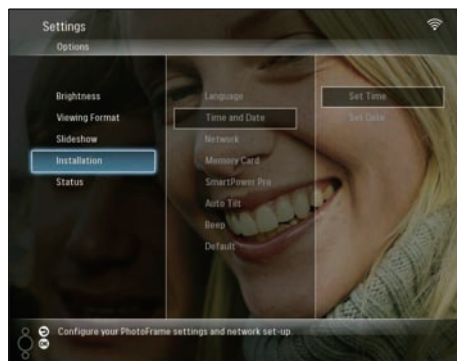 Settings
Options
Brightness
Viewing Format
Slideshow
Installation
Status
Language
Time and Date
Network
Memory Card
SmartPower Pro
Auto Tilt
Beep
Default
Set Time
Set Date
Configure your PhotoFrame settings and network set-up.
OK